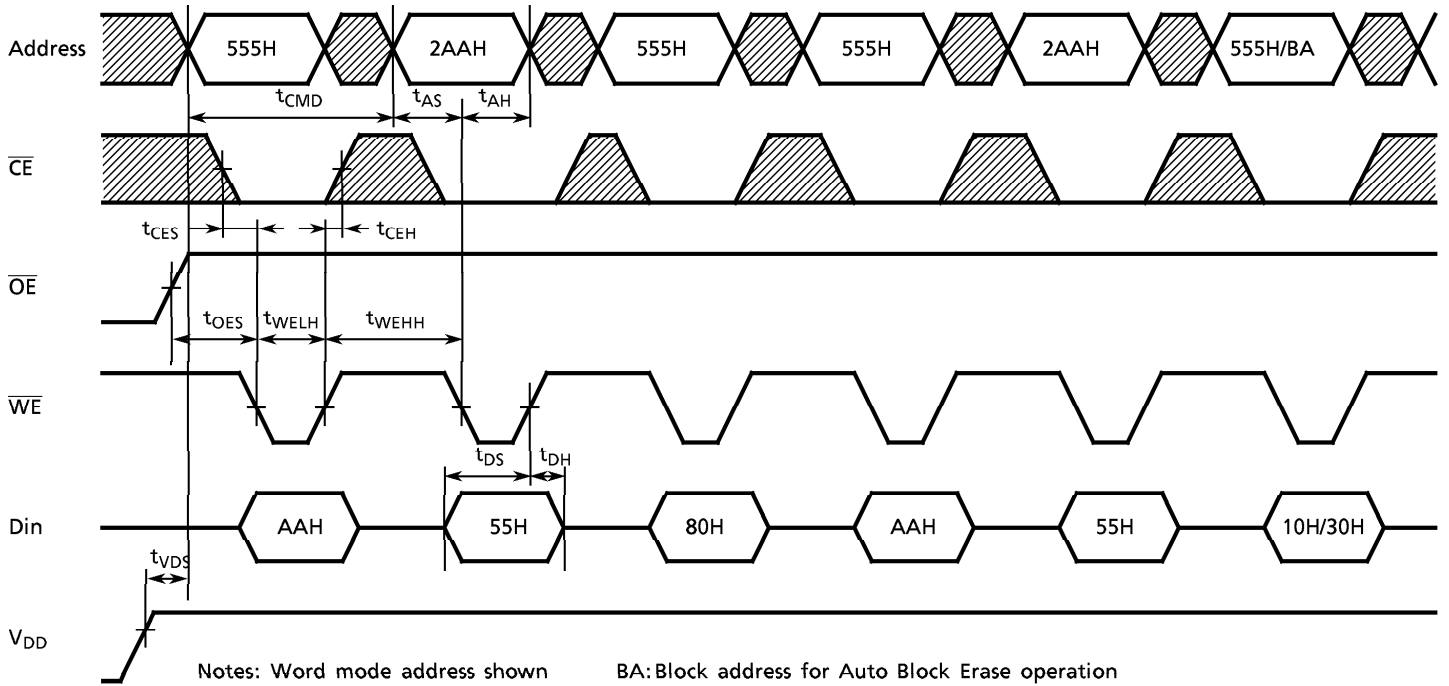 Address 555H 2AAH 555H 555H 2AAH 555H/BA
tCMD tAS tAH
CE
tCES tCEH
OE
tOES tWELH tWEHH
WE
tDS tDH
Din AAH 55H 80H AAH 55H 10H/30H
tVDS
VDD
Notes: Word mode address shown BA: Block address for Auto Block Erase operation